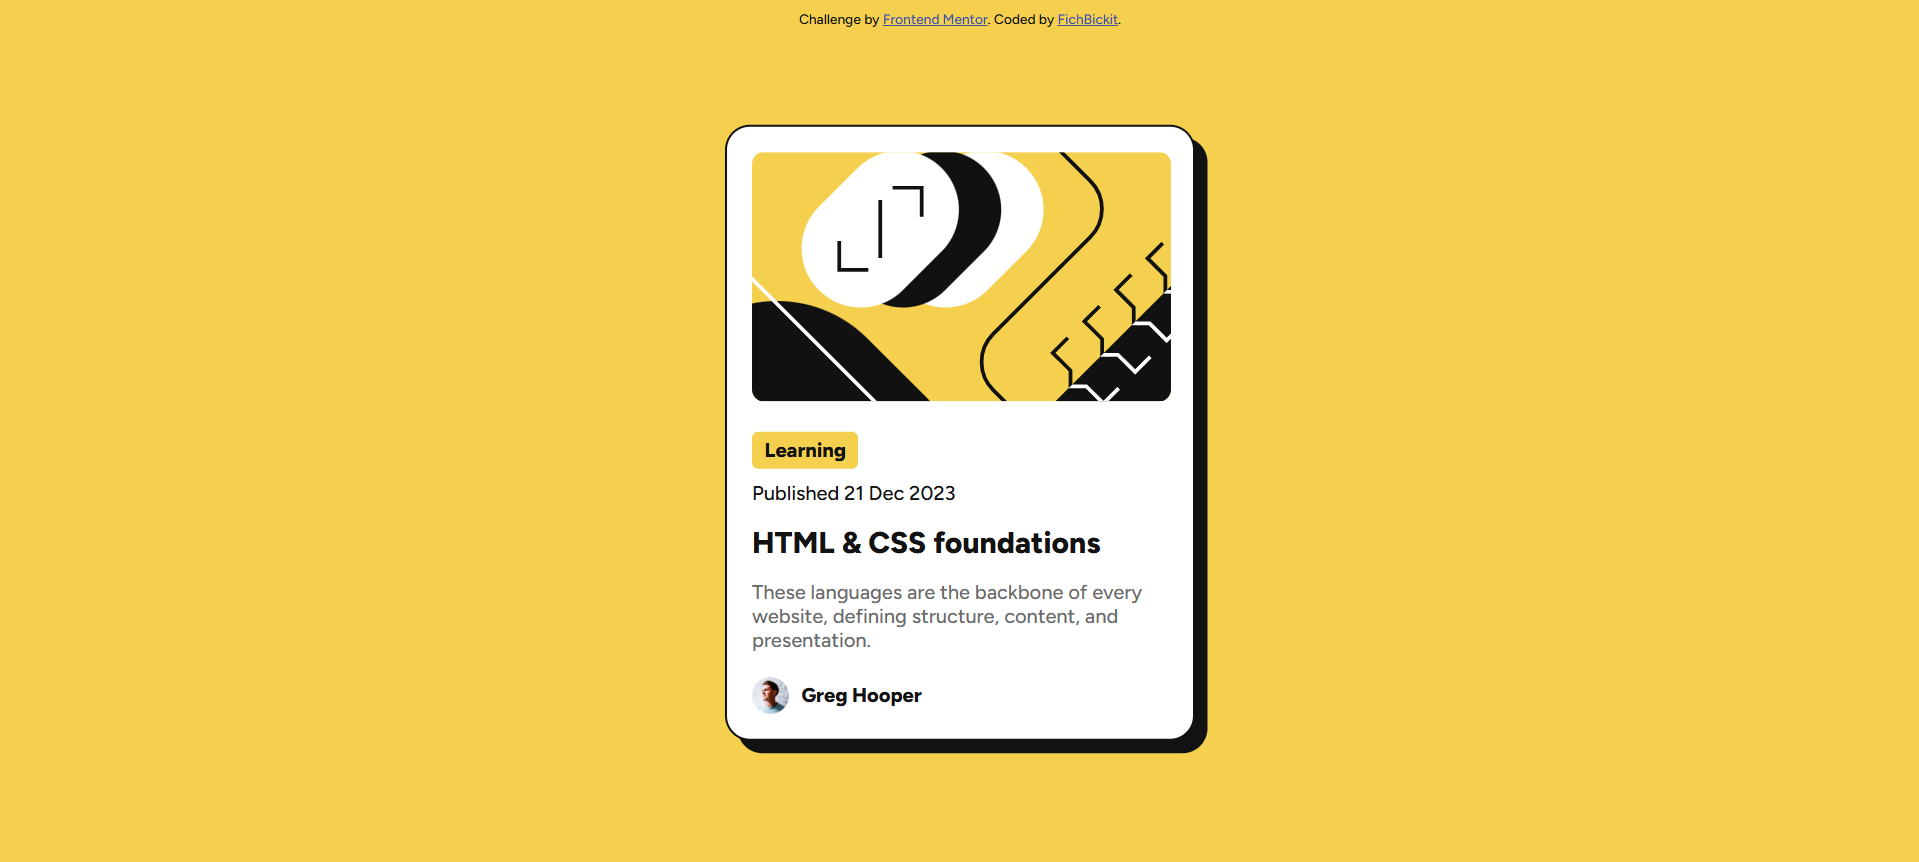 Challenge by Frontend Mentor. Coded by FichBickit.
Learning
Published 21 Dec 2023
HTML & CSS foundations
These languages are the backbone of every
website, defining structure, content, and
presentation.
Greg Hooper